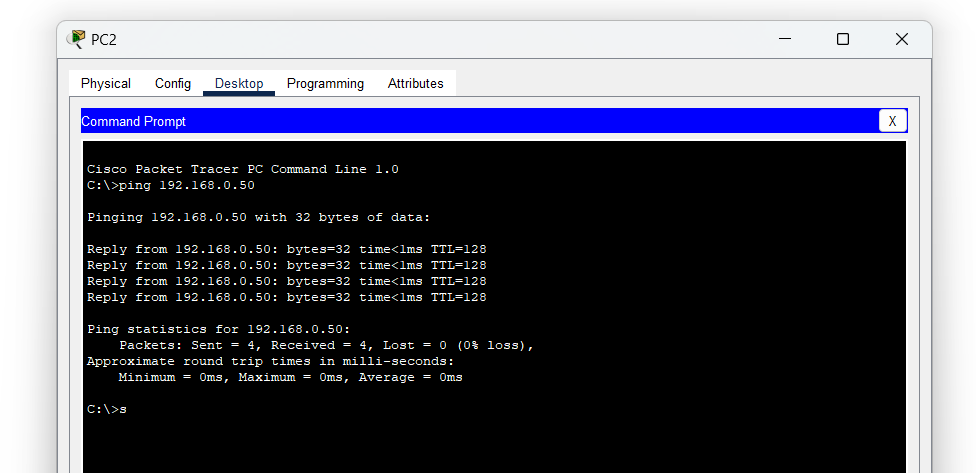 PC2
Physical Config Desktop Programming Attributes
Command Prompt
X
Cisco Packet Tracer PC Command Line 1.0
C:\>ping 192.168.0.50
Pinging 192.168.0.50 with 32 bytes of data:
Reply from 192.168.0.50: bytes=32 time<1ms TTL=128
Reply from 192.168.0.50: bytes=32 time<1ms TTL=128
Reply from 192.168.0.50: bytes=32 time<1ms TTL=128
Reply from 192.168.0.50: bytes=32 time<1ms TTL=128
Ping statistics for 192.168.0.50:
Packets: Sent = 4, Received = 4, Lost = 0 (0% loss),
Approximate round trip times in milli-seconds:
Minimum = 0ms, Maximum = 0ms, Average = 0ms
C:\>s